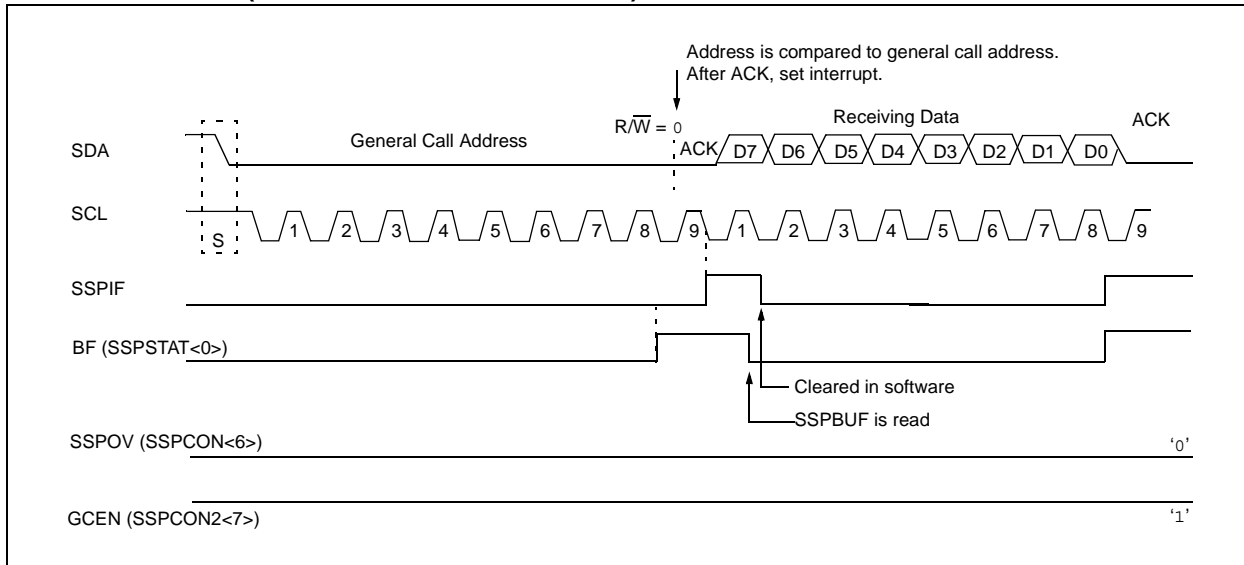 Address is compared to general call address.
After ACK, set interrupt.
R/W = 0
Receiving Data
ACK
General Call Address
SDA
ACK
D7 D6 D5 D4 D3 D2 D1 D0
SCL
S
1 2 3 4 5 6 7 8 9 1 2 3 4 5 6 7 8 9
SSPIF
BF (SSPSTAT<0>)
Cleared in software
SSPBUF is read
SSPOV (SSPCON<6>)
‘0’
GCEN (SSPCON2<7>)
‘1’